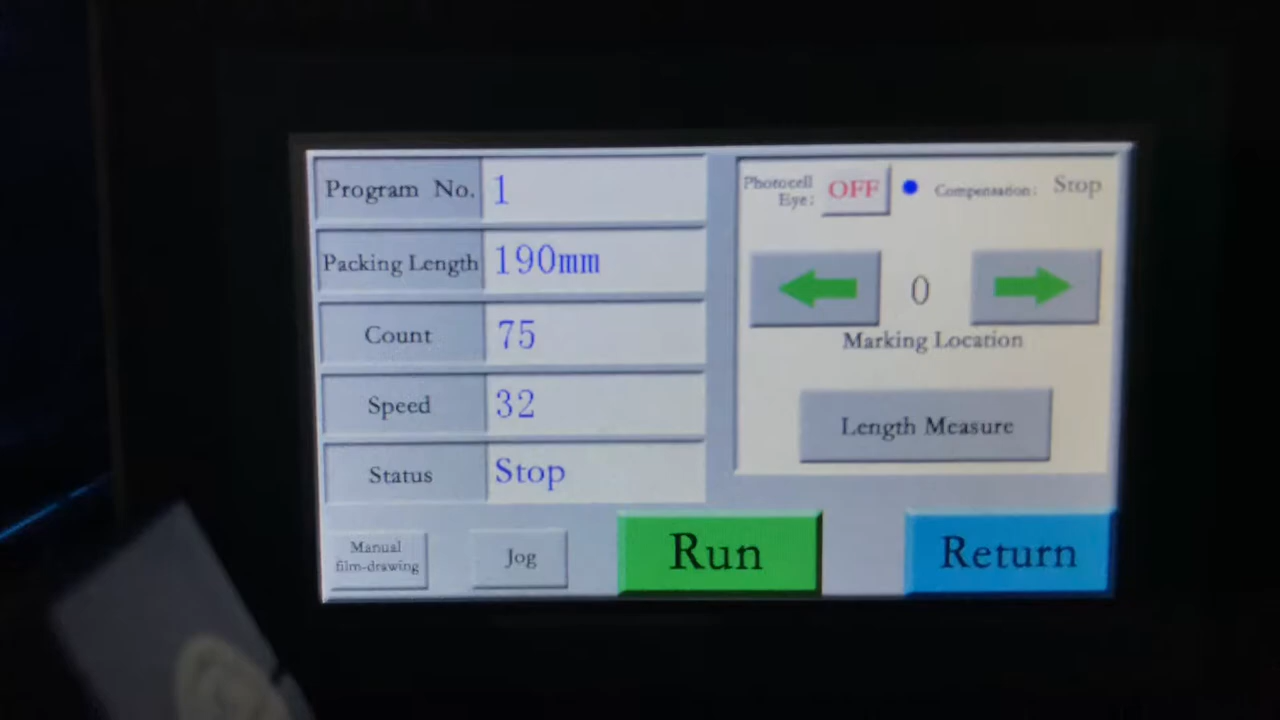 Program No. 1
Packing Length 190mm
Count 75
Speed 32
Status Stop
Photocell Eye: OFF Compensation: Stop
0
Marking Location
Length Measure
Manual film-drawing
Jog
Run
Return